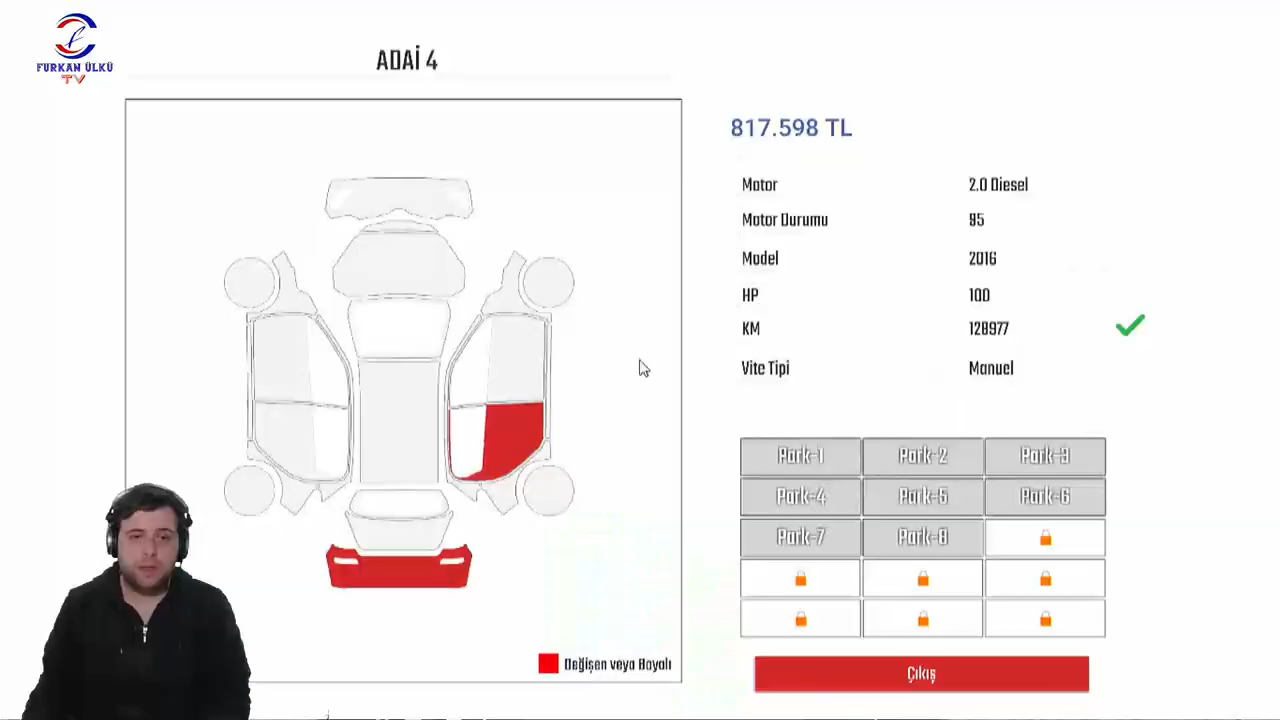 FURKAN ÜLKÜ
TV
ADAİ 4
817.598 TL
Motor 2.0 Diesel
Motor Durumu 95
Model 2016
HP 100
KM 128977
Vite Tipi Manuel
Park-1 Park-2 Park-3
Park-4 Park-5 Park-6
Park-7 Park-8
Değişen veya Boyalı
Çıkış